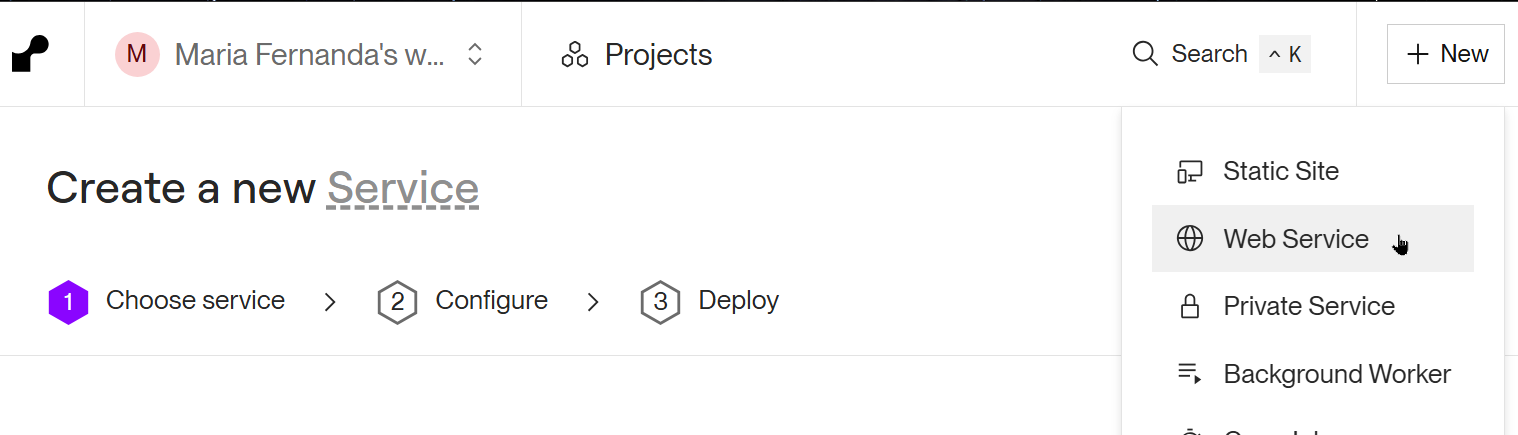 M Maria Fernanda's w... Projects Search ^ K + New
Create a new Service
1 Choose service > 2 Configure > 3 Deploy
Static Site
Web Service
Private Service
Background Worker